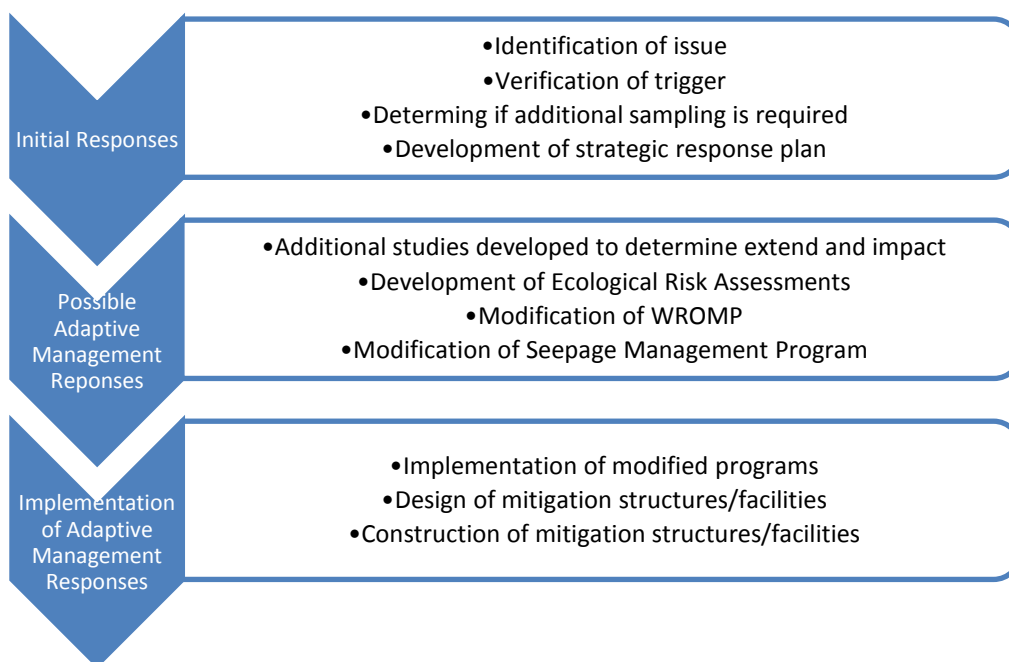 Initial Responses
•Identification of issue
•Verification of trigger
•Determing if additional sampling is required
•Development of strategic response plan
Possible
Adaptive
Management
Reponses
•Additional studies developed to determine extend and impact
•Development of Ecological Risk Assessments
•Modification of WROMP
•Modification of Seepage Management Program
Implementation
of Adaptive
Management
Responses
•Implementation of modified programs
•Design of mitigation structures/facilities
•Construction of mitigation structures/facilities